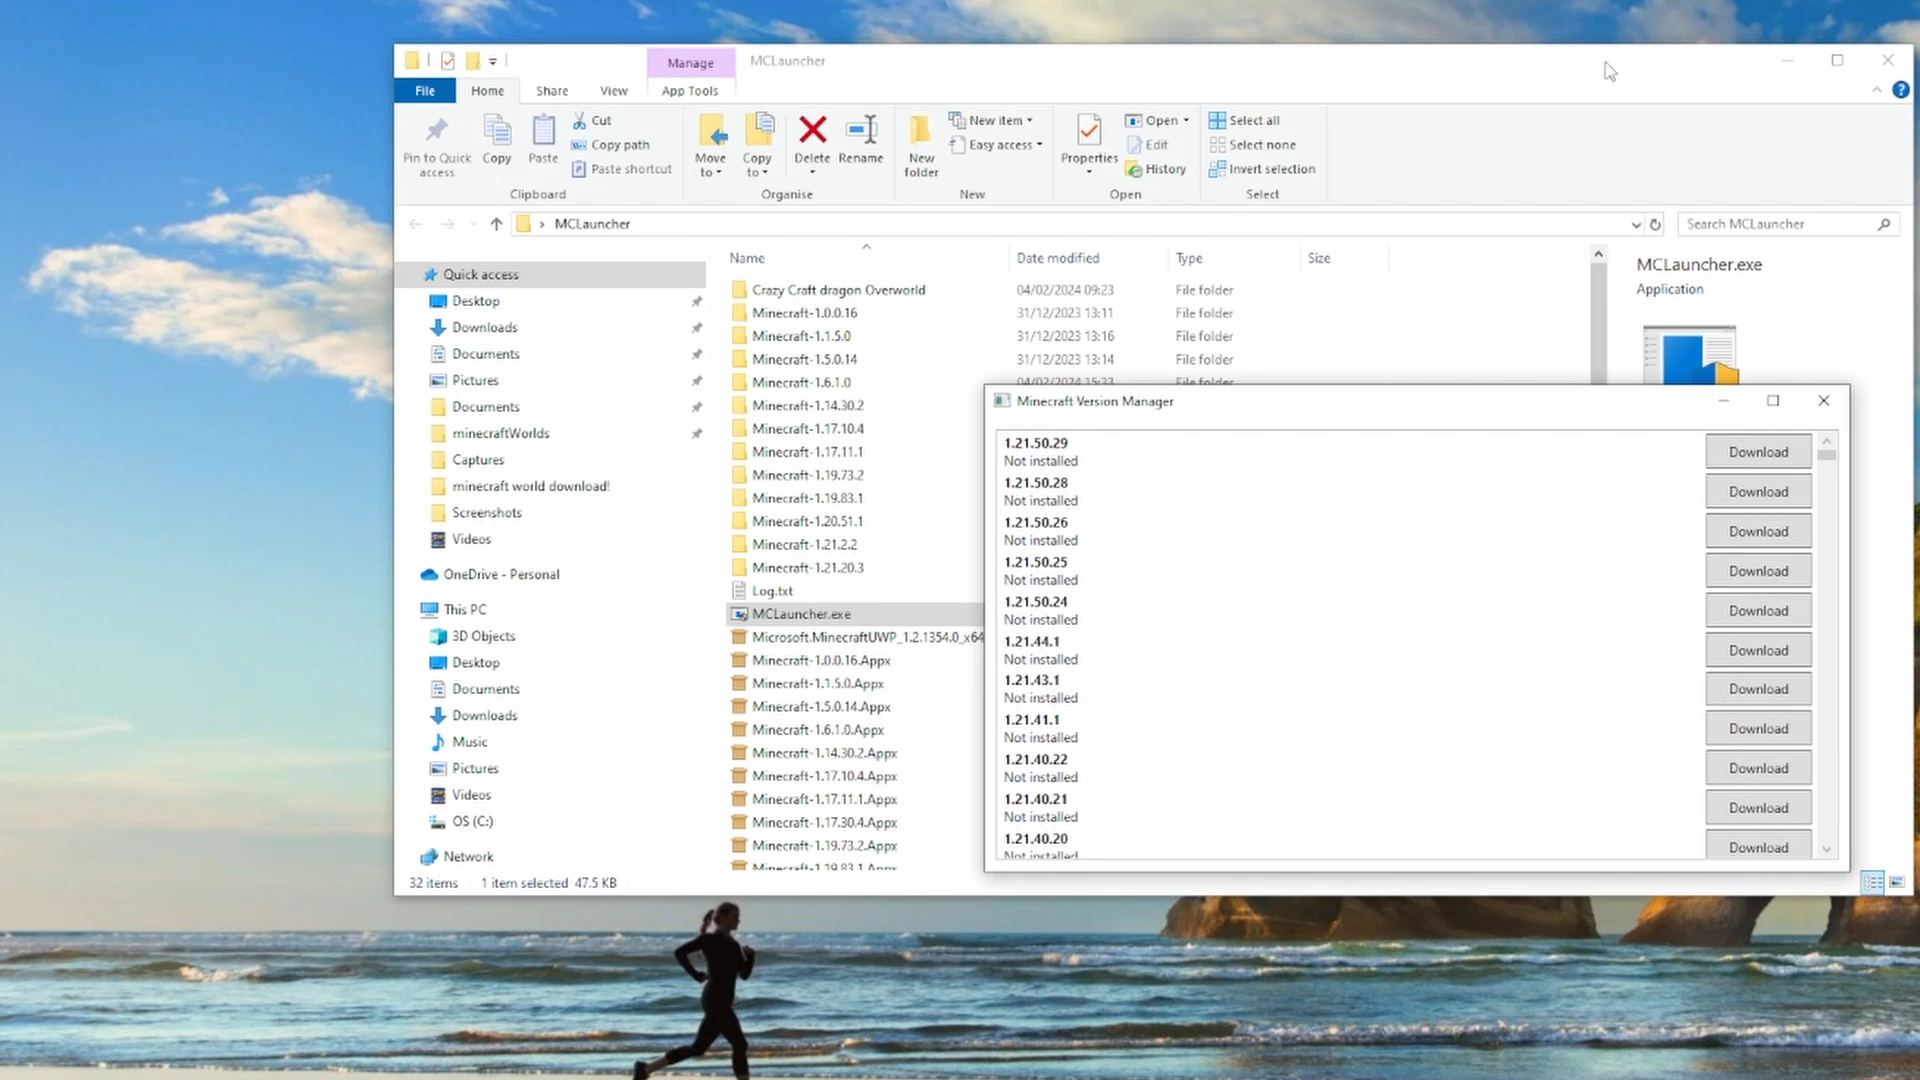 Manage
MCLauncher
File
Home
Share
View
App Tools
Pin to Quick access
Copy
Paste
Cut
Copy path
Paste shortcut
Clipboard
Move to
Copy to
Delete
Rename
Organise
New folder
New item
Easy access
New
Properties
Open
Edit
History
Open
Select all
Select none
Invert selection
Select
MCLauncher
Search MCLauncher
Quick access
Desktop
Downloads
Documents
Pictures
Documents
minecraftWorlds
Captures
minecraft world download!
Screenshots
Videos
OneDrive - Personal
This PC
3D Objects
Desktop
Documents
Downloads
Music
Pictures
Videos
OS (C:)
Network
Name Date modified Type Size
Crazy Craft dragon Overworld 04/02/2024 09:23 File folder
Minecraft-1.0.0.16 31/12/2023 13:11 File folder
Minecraft-1.1.5.0 31/12/2023 13:16 File folder
Minecraft-1.5.0.14 31/12/2023 13:14 File folder
Minecraft-1.6.1.0 04/02/2024 15:33 File folder
Minecraft-1.14.30.2
Minecraft-1.17.10.4
Minecraft-1.17.11.1
Minecraft-1.19.73.2
Minecraft-1.19.83.1
Minecraft-1.20.51.1
Minecraft-1.21.2.2
Minecraft-1.21.20.3
Log.txt
MCLauncher.exe
Microsoft.MinecraftUWP_1.2.1354.0_x64
Minecraft-1.0.0.16.Appx
Minecraft-1.1.5.0.Appx
Minecraft-1.5.0.14.Appx
Minecraft-1.6.1.0.Appx
Minecraft-1.14.30.2.Appx
Minecraft-1.17.10.4.Appx
Minecraft-1.17.11.1.Appx
Minecraft-1.17.30.4.Appx
Minecraft-1.19.73.2.Appx
Minecraft-1.19.83.1.Appx
MCLauncher.exe
Application
Minecraft Version Manager
1.21.50.29
Not installed
Download
1.21.50.28
Not installed
Download
1.21.50.26
Not installed
Download
1.21.50.25
Not installed
Download
1.21.50.24
Not installed
Download
1.21.44.1
Not installed
Download
1.21.43.1
Not installed
Download
1.21.41.1
Not installed
Download
1.21.40.22
Not installed
Download
1.21.40.21
Not installed
Download
1.21.40.20
Not installed
Download
32 items 1 item selected 47.5 KB